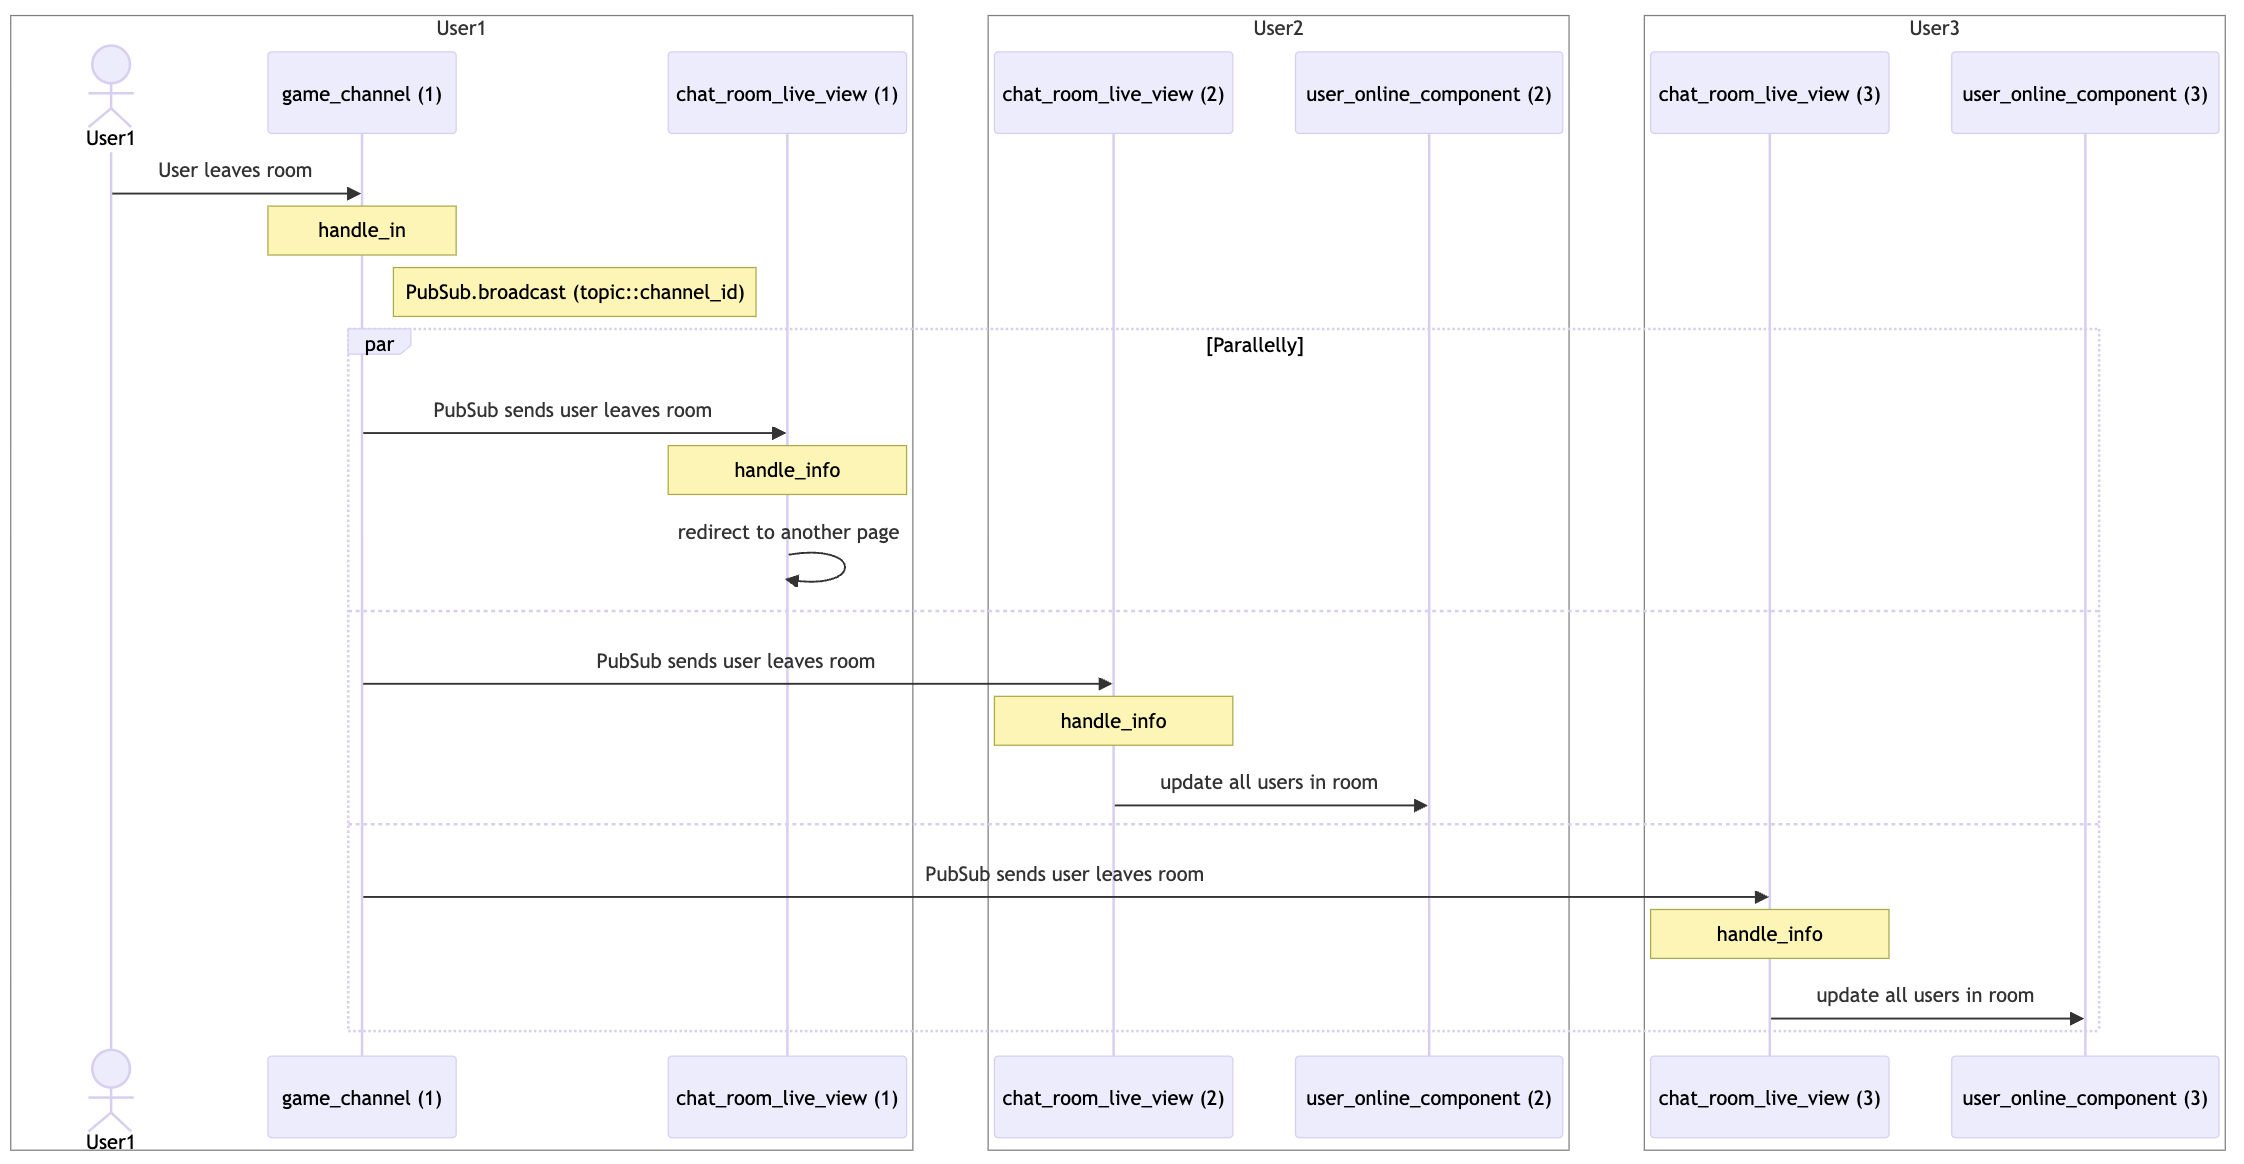 User1
User2
User3
User1
game_channel (1)
chat_room_live_view (1)
chat_room_live_view (2)
user_online_component (2)
chat_room_live_view (3)
user_online_component (3)
User leaves room
handle_in
PubSub.broadcast (topic::channel_id)
par
[Parallelly]
PubSub sends user leaves room
handle_info
redirect to another page
PubSub sends user leaves room
handle_info
update all users in room
PubSub sends user leaves room
handle_info
update all users in room
User1
game_channel (1)
chat_room_live_view (1)
chat_room_live_view (2)
user_online_component (2)
chat_room_live_view (3)
user_online_component (3)